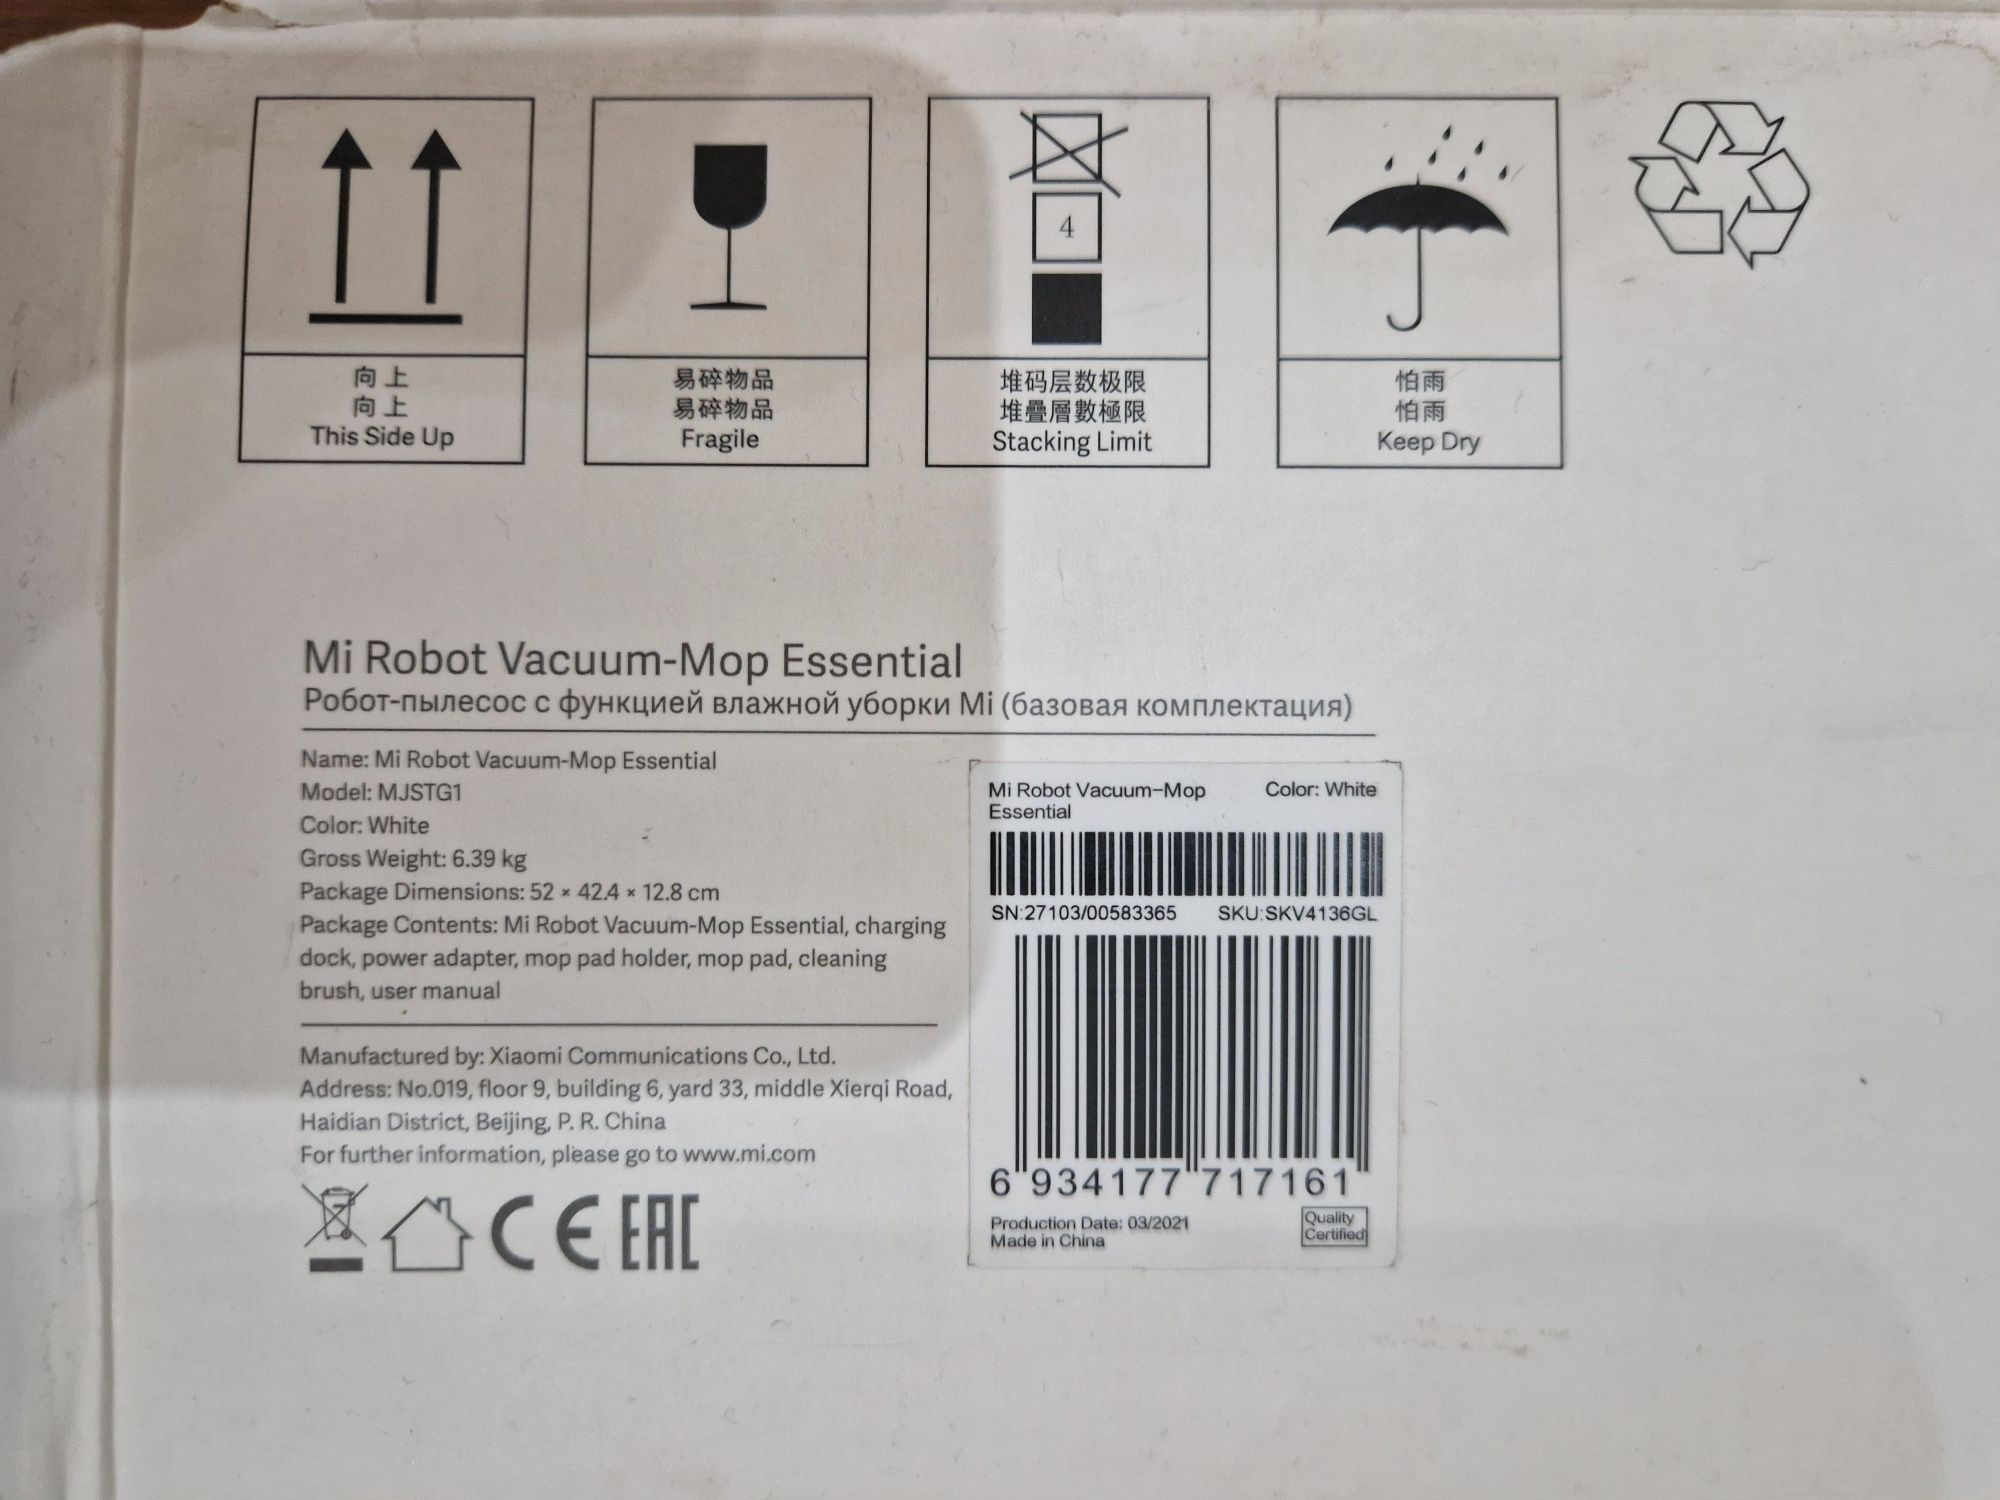 4
向上
向上
This Side Up
易碎物品
易碎物品
Fragile
堆码层数极限
堆疊層數極限
Stacking Limit
怕雨
怕雨
Keep Dry
Mi Robot Vacuum-Mop Essential
Робот-пылесос с функцией влажной уборки Mi (базовая комплектация)
Name: Mi Robot Vacuum-Mop Essential
Model: MJSTG1
Color: White
Gross Weight: 6.39 kg
Package Dimensions: 52 × 42.4 × 12.8 cm
Package Contents: Mi Robot Vacuum-Mop Essential, charging
dock, power adapter, mop pad holder, mop pad, cleaning
brush, user manual
Manufactured by: Xiaomi Communications Co., Ltd.
Address: No.019, floor 9, building 6, yard 33, middle Xierqi Road,
Haidian District, Beijing, P. R. China
For further information, please go to www.mi.com
CE EAC
Mi Robot Vacuum-Mop Color: White
Essential
SN:27103/00583365 SKU:SKV4136GL
6 934177 717161
Production Date: 03/2021
Made in China
Quality
Certified